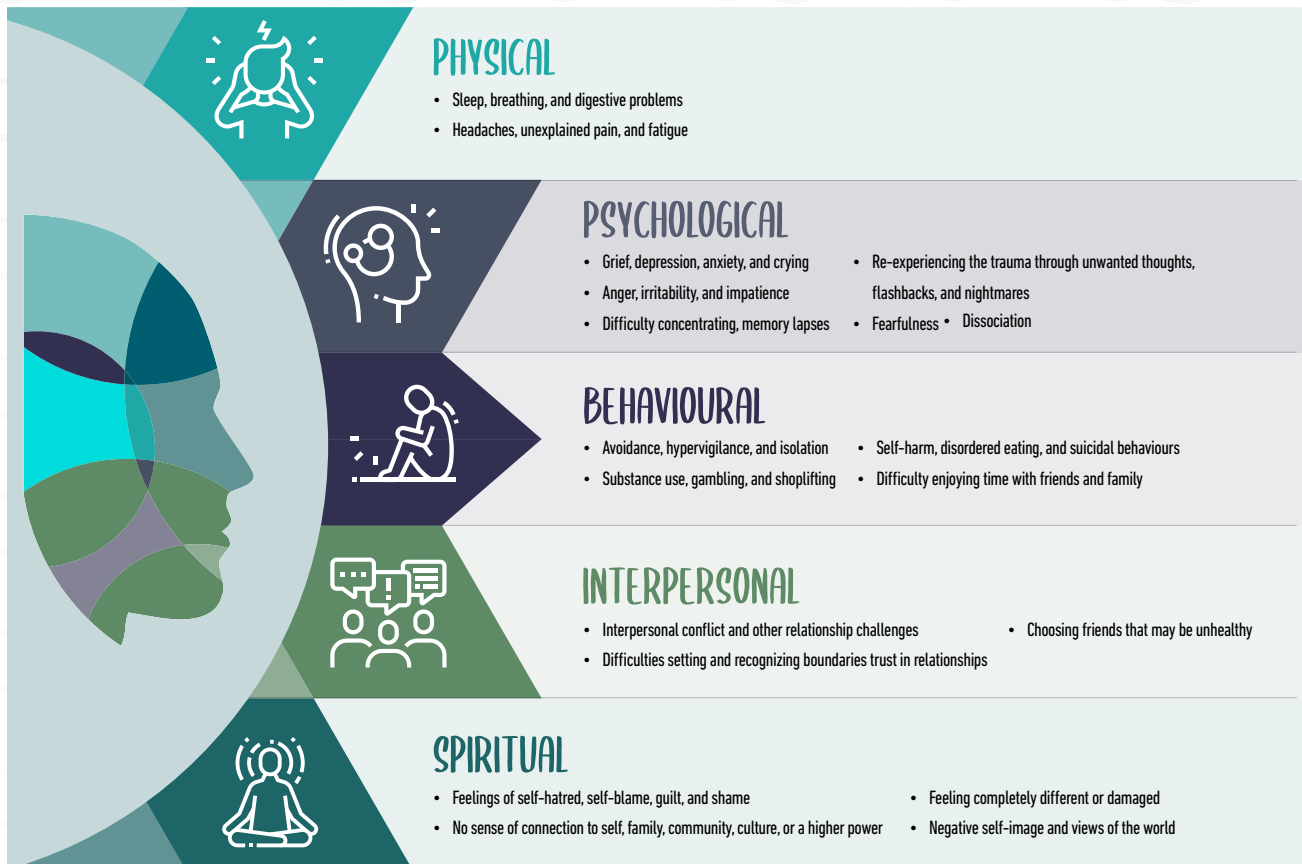 PHYSICAL
• Sleep, breathing, and digestive problems
• Headaches, unexplained pain, and fatigue
PSYCHOLOGICAL
• Grief, depression, anxiety, and crying
• Anger, irritability, and impatience
• Difficulty concentrating, memory lapses
• Re-experiencing the trauma through unwanted thoughts,
flashbacks, and nightmares
• Fearfulness • Dissociation
BEHAVIOURAL
• Avoidance, hypervigilance, and isolation
• Substance use, gambling, and shoplifting
• Self-harm, disordered eating, and suicidal behaviours
• Difficulty enjoying time with friends and family
INTERPERSONAL
• Interpersonal conflict and other relationship challenges
• Difficulties setting and recognizing boundaries trust in relationships
• Choosing friends that may be unhealthy
SPIRITUAL
• Feelings of self-hatred, self-blame, guilt, and shame
• No sense of connection to self, family, community, culture, or a higher power
• Feeling completely different or damaged
• Negative self-image and views of the world